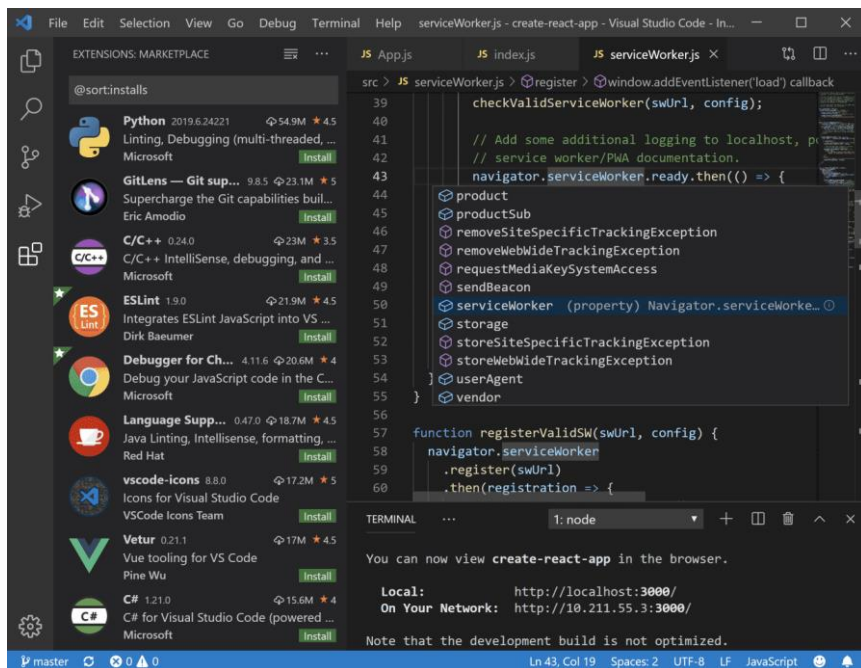 File Edit Selection View Go Debug Terminal Help serviceWorker.js - create-react-app - Visual Studio Code - In...
EXTENSIONS: MARKETPLACE
@sort:installs
Python 2019.6.24221 54.9M ★ 4.5
Linting, Debugging (multi-threaded, ...
Microsoft Install
GitLens — Git sup... 9.8.5 23.1M ★ 5
Supercharge the Git capabilities buil...
Eric Amodio Install
C/C++ 0.24.0 23M ★ 3.5
C/C++ IntelliSense, debugging, and ...
Microsoft Install
ESLint 1.9.0 21.9M ★ 4.5
Integrates ESLint JavaScript into VS ...
Dirk Baeumer Install
Debugger for Ch... 4.11.6 20.6M ★ 4
Debug your JavaScript code in the C...
Microsoft Install
Language Supp... 0.47.0 18.7M ★ 4.5
Java Linting, Intellisense, formatting, ...
Red Hat Install
vscode-icons 8.8.0 17.2M ★ 5
Icons for Visual Studio Code
VSCode Icons Team Install
Vetur 0.21.1 17M ★ 4.5
Vue tooling for VS Code
Pine Wu Install
C# 1.21.0 15.6M ★ 4
C# for Visual Studio Code (powered ...
Microsoft Install
C/C++
ES
Lint
C#
JS App.js JS index.js JS serviceWorker.js
src > JS serviceWorker.js > register > window.addEventListener('load') callback
39 checkValidServiceWorker(swUrl, config);
40
41 // Add some additional logging to localhost, p
42 // service worker/PWA documentation.
43 navigator.serviceWorker.ready.then(() => {
44 product
45 productSub
46 removeSiteSpecificTrackingException
47 removeWebWideTrackingException
48 requestMediaKeySystemAccess
49 sendBeacon
50 serviceWorker (property) Navigator.serviceWorke...
51 storage
52 storeSiteSpecificTrackingException
53 storeWebWideTrackingException
54 } userAgent
55 } vendor
56
57 function registerValidSW(swUrl, config) {
58 navigator.serviceWorker
59 .register(swUrl)
60 .then(registration => {
TERMINAL ... 1: node
You can now view create-react-app in the browser.
Local: http://localhost:3000/
On Your Network: http://10.211.55.3:3000/
Note that the development build is not optimized.
master 0 0 Ln 43, Col 19 Spaces: 2 UTF-8 LF JavaScript